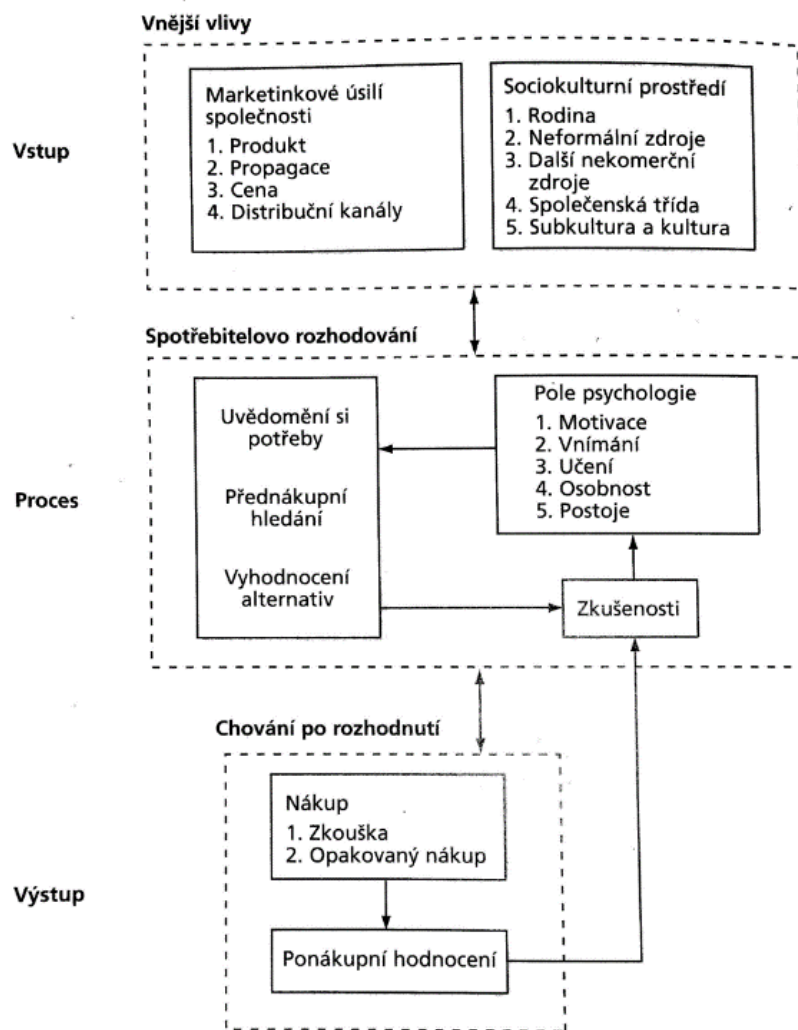 Vnější vlivy
Vstup
Marketinkové úsilí
společnosti
1. Produkt
2. Propagace
3. Cena
4. Distribuční kanály
Sociokulturní prostředí
1. Rodina
2. Neformální zdroje
3. Další nekomerční
zdroje
4. Společenská třída
5. Subkultura a kultura
Spotřebitelovo rozhodování
Proces
Uvědomění si
potřeby
Přednákupní
hledání
Vyhodnocení
alternativ
Pole psychologie
1. Motivace
2. Vnímání
3. Učení
4. Osobnost
5. Postoje
Zkušenosti
Chování po rozhodnutí
Výstup
Nákup
1. Zkouška
2. Opakovaný nákup
Ponákupní hodnocení